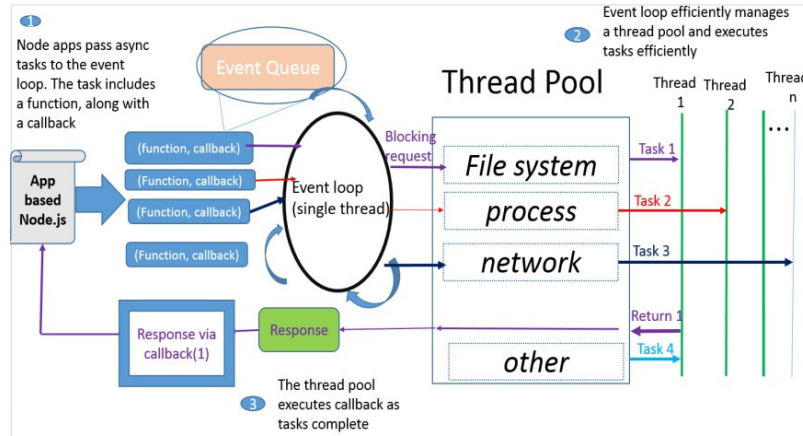 1
Node apps pass async
tasks to the event
loop. The task includes
a function, along with
a callback
Event Queue
2
Event loop efficiently manages
a thread pool and executes
tasks efficiently
Thread Pool
Thread
1
Thread
2
Thread
n
...
App
based
Node.js
(function, callback)
(Function, callback)
(Function, callback)
(Function, callback)
Event loop
(single thread)
Blocking
request
File system
process
network
other
Task 1
Task 2
Task 3
Return 1
Task 4
Response
Response via
callback(1)
3
The thread pool
executes callback as
tasks complete